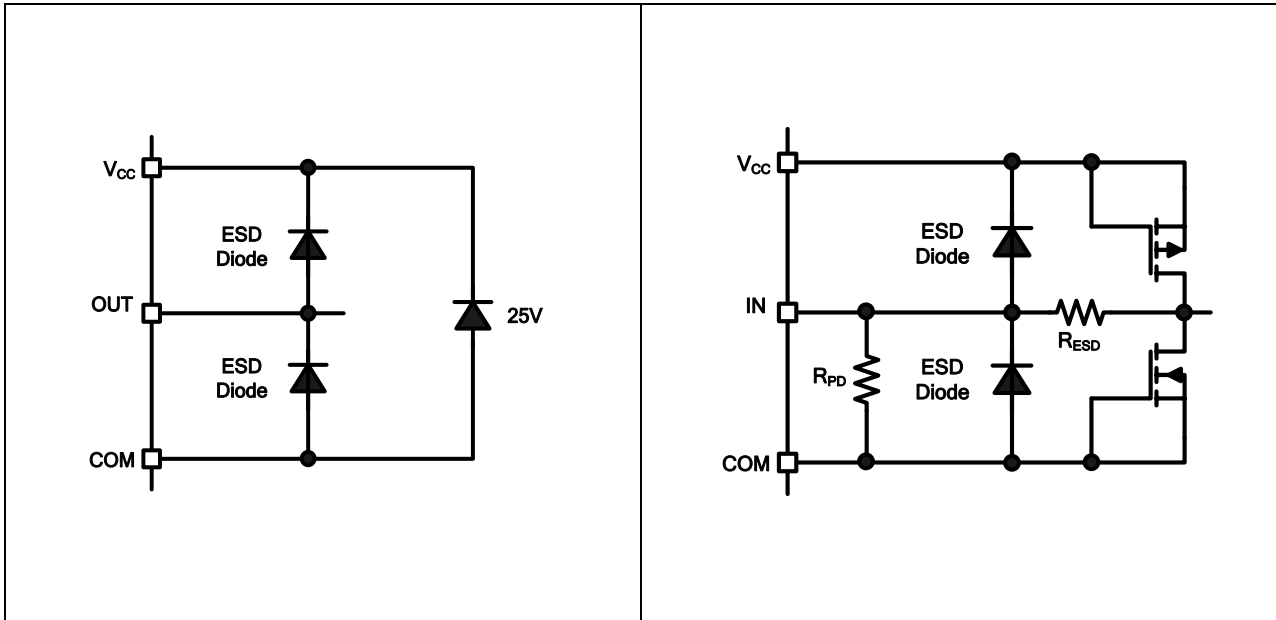 VCC
ESD
Diode
OUT
25V
ESD
Diode
COM
VCC
ESD
Diode
IN
RESD
RPD
ESD
Diode
COM